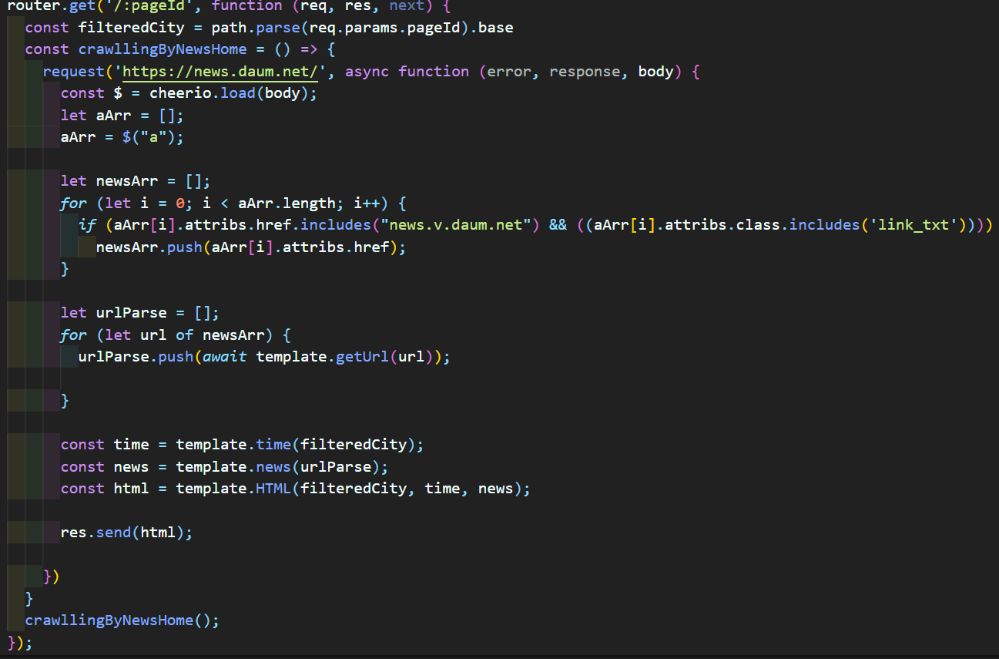 router.get('/:pageId', function (req, res, next) {
const filteredCity = path.parse(req.params.pageId).base
const crawllingByNewsHome = () => {
request('https://news.daum.net/', async function (error, response, body) {
const $ = cheerio.load(body);
let aArr = [];
aArr = $("a");
let newsArr = [];
for (let i = 0; i < aArr.length; i++) {
if (aArr[i].attribs.href.includes("news.v.daum.net") && ((aArr[i].attribs.class.includes('link_txt'))))
newsArr.push(aArr[i].attribs.href);
}
let urlParse = [];
for (let url of newsArr) {
urlParse.push(await template.getUrl(url));
}
const time = template.time(filteredCity);
const news = template.news(urlParse);
const html = template.HTML(filteredCity, time, news);
res.send(html);
})
}
crawllingByNewsHome();
});